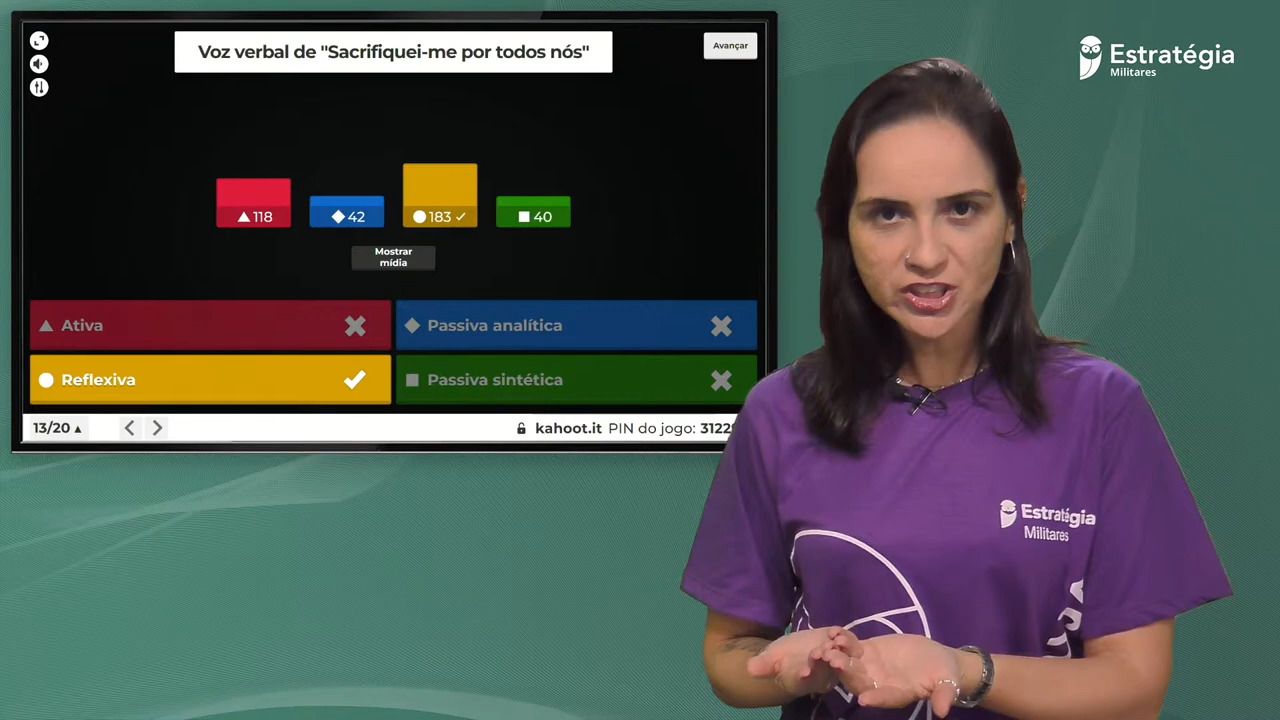 Voz verbal de "Sacrifiquei-me por todos nós"
Avançar
118
42
183
40
Mostrar
mídia
Ativa
Passiva analítica
Reflexiva
Passiva sintética
13/20
kahoot.it PIN do jogo: 3122
Estratégia
Militares
Estratégia
Militares